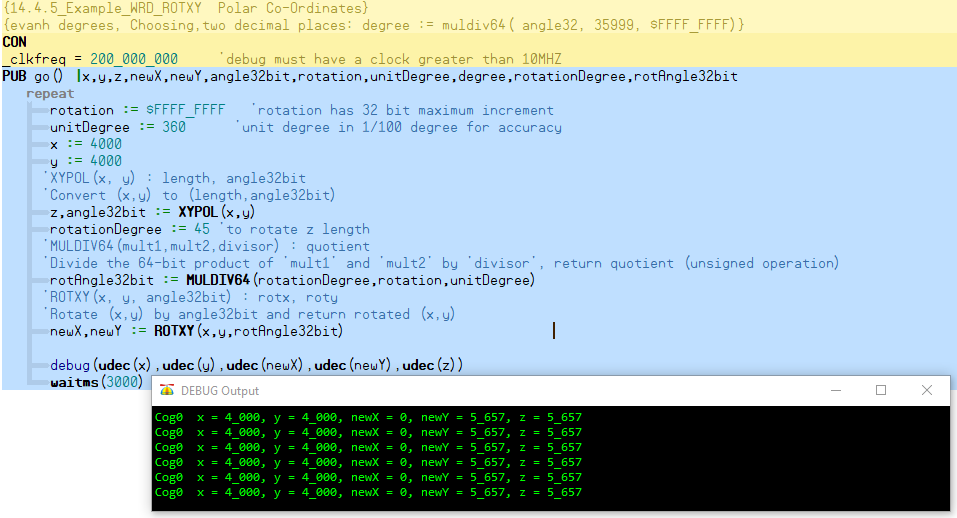 {14.4.5_Example_WRD_ROTXY  Polar Co-Ordinates}
{evanh degrees, Choosing,two decimal places: degree := muldiv64( angle32, 35999, $FFFF_FFFF)}
CON
_clkfreq = 200_000_000     'debug must have a clock greater than 10MHZ
PUB go() |x,y,z,newX,newY,angle32bit,rotation,unitDegree,degree,rotationDegree,rotAngle32bit
repeat
rotation := $FFFF_FFFF   'rotation has 32 bit maximum increment
unitDegree := 360      'unit degree in 1/100 degree for accuracy
x := 4000
y := 4000
'XYPOL(x, y) : length, angle32bit
'Convert (x,y) to (length,angle32bit)
z,angle32bit := XYPOL(x,y)
rotationDegree := 45 'to rotate z length
'MULDIV64(mult1,mult2,divisor) : quotient
'Divide the 64-bit product of 'mult1' and 'mult2' by 'divisor', return quotient (unsigned operation)
rotAngle32bit := MULDIV64(rotationDegree,rotation,unitDegree)
'ROTXY(x, y, angle32bit) : rotx, roty
'Rotate (x,y) by angle32bit and return rotated (x,y)
newX,newY := ROTXY(x,y,rotAngle32bit)
debug(udec(x),udec(y),udec(newX),udec(newY),udec(z))
waitms(3000)
DEBUG Output
Cog0  x = 4_000, y = 4_000, newX = 0, newY = 5_657, z = 5_657
Cog0  x = 4_000, y = 4_000, newX = 0, newY = 5_657, z = 5_657
Cog0  x = 4_000, y = 4_000, newX = 0, newY = 5_657, z = 5_657
Cog0  x = 4_000, y = 4_000, newX = 0, newY = 5_657, z = 5_657
Cog0  x = 4_000, y = 4_000, newX = 0, newY = 5_657, z = 5_657
Cog0  x = 4_000, y = 4_000, newX = 0, newY = 5_657, z = 5_657